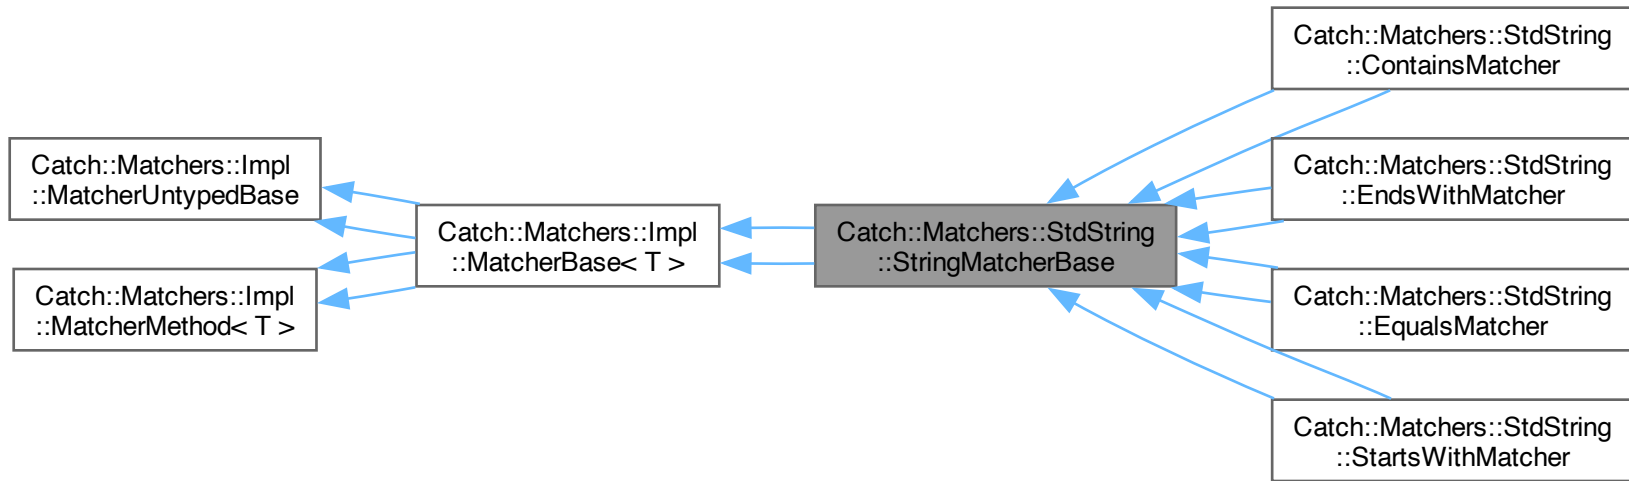 Catch::Matchers::Impl
::MatcherUntypedBase
Catch::Matchers::Impl
::MatcherMethod< T >
Catch::Matchers::Impl
::MatcherBase< T >
Catch::Matchers::StdString
::StringMatcherBase
Catch::Matchers::StdString
::ContainsMatcher
Catch::Matchers::StdString
::EndsWithMatcher
Catch::Matchers::StdString
::EqualsMatcher
Catch::Matchers::StdString
::StartsWithMatcher